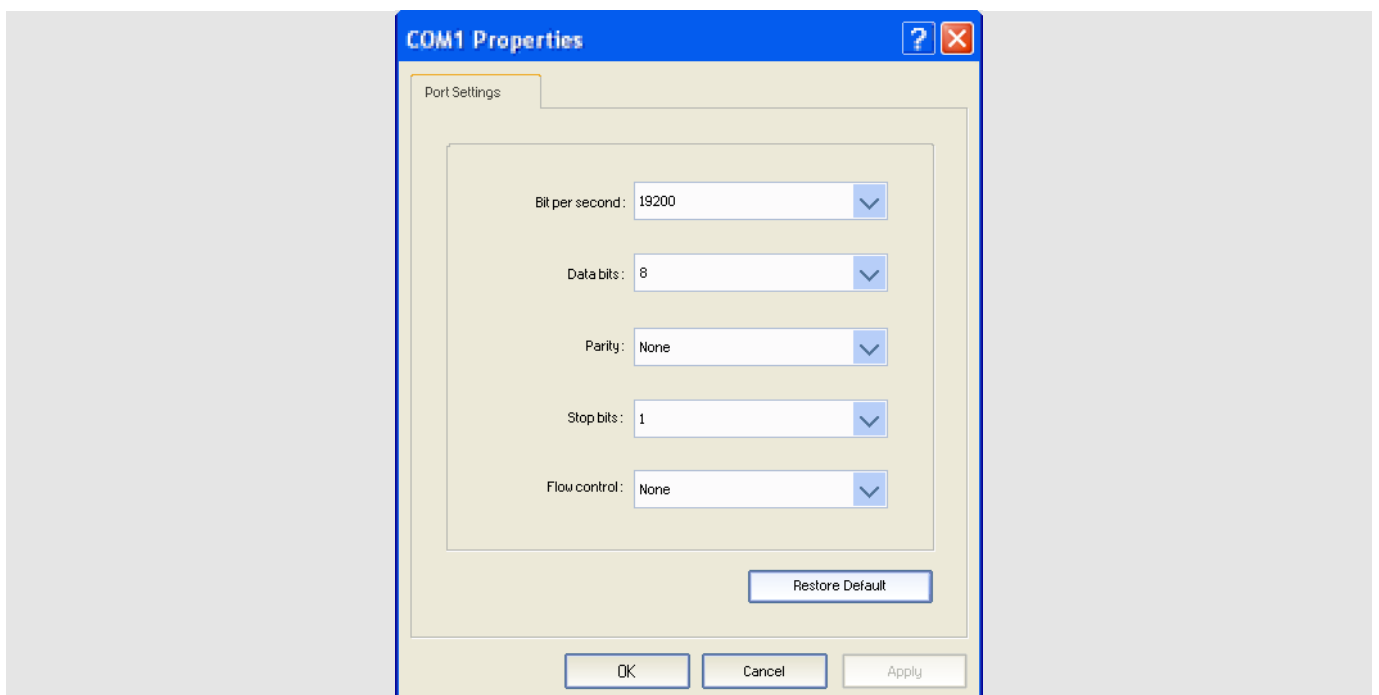 COM1 Properties
?
Port Settings
Bit per second: 19200
Data bits: 8
Parity: None
Stop bits: 1
Flow control: None
Restore Default
OK Cancel Apply